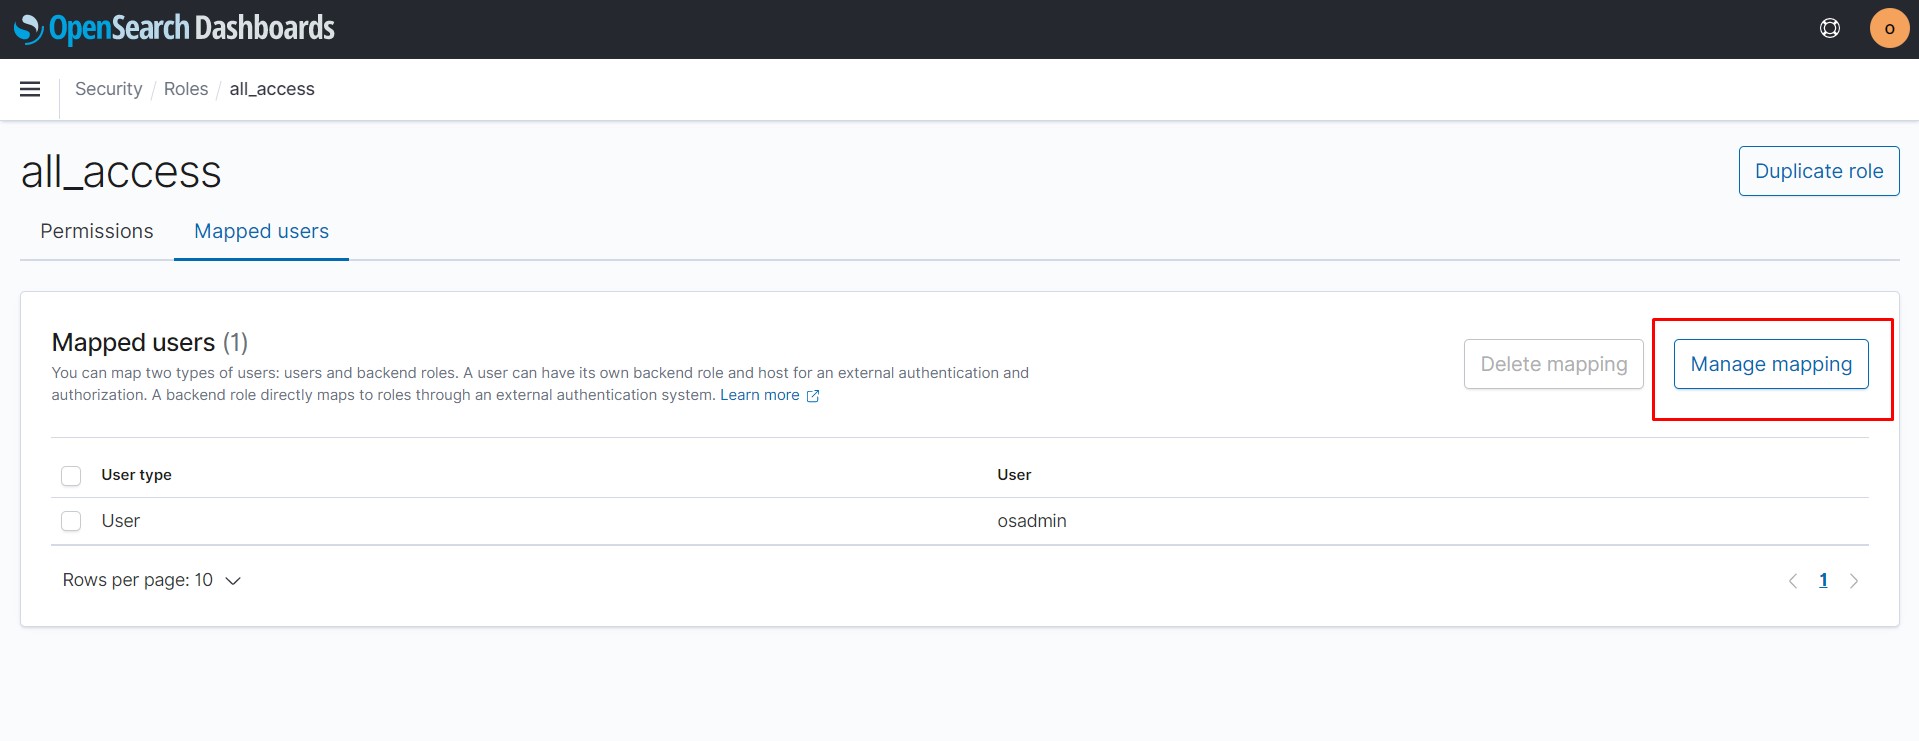 OpenSearch Dashboards
o
Security / Roles / all_access
all_access
Duplicate role
Permissions
Mapped users
Mapped users (1)
You can map two types of users: users and backend roles. A user can have its own backend role and host for an external authentication and
authorization. A backend role directly maps to roles through an external authentication system. Learn more
Delete mapping
Manage mapping
User type
User
User
osadmin
Rows per page: 10
1